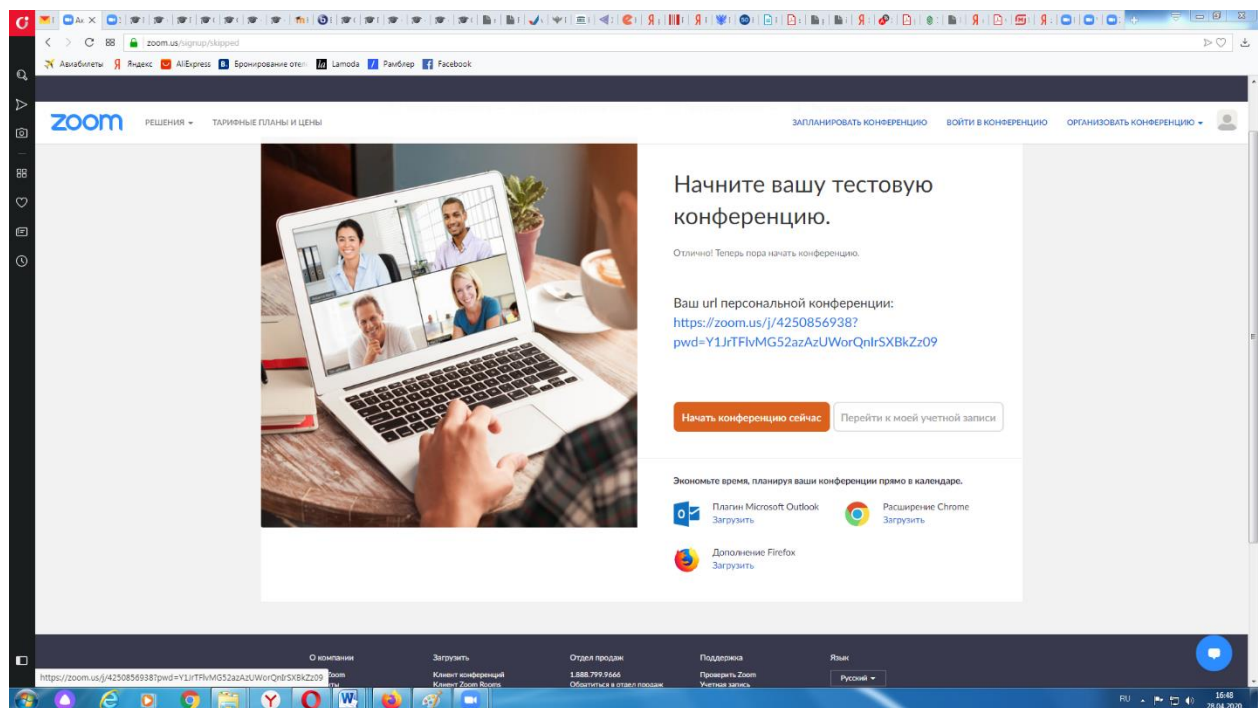 zoom.us/signup/skipped
Авиабилеты Яндекс AliExpress Бронирование отел Lamoda Рамблер Facebook
zoom РЕШЕНИЯ ТАРИФНЫЕ ПЛАНЫ И ЦЕНЫ ЗАПЛАНИРОВАТЬ КОНФЕРЕНЦИЮ ВОЙТИ В КОНФЕРЕНЦИЮ ОРГАНИЗОВАТЬ КОНФЕРЕНЦИЮ
Начните вашу тестовую
конференцию.
Отлично! Теперь пора начать конференцию.
Ваш url персональной конференции:
https://zoom.us/j/4250856938?
pwd=Y1JrTFlvMG52azAzUWorQnlrSXBkZz09
Начать конференцию сейчас Перейти к моей учетной записи
Экономьте время, планируя ваши конференции прямо в календаре.
Плагин Microsoft Outlook
Загрузить
Расширение Chrome
Загрузить
Дополнение Firefox
Загрузить
О компании Загрузить Отдел продаж Поддержка Язык
Zoom Клиент конференций 1.888.799.9666 Проверить Zoom Русский
Клиент Zoom Rooms Обратиться в отдел продаж Учетная запись
https://zoom.us/j/4250856938?pwd=Y1JrTFlvMG52azAzUWorQnlrSXBkZz09
RU 16:48
28.04.2020